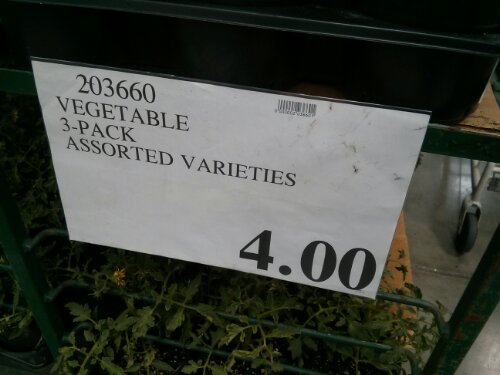 203660
VEGETABLE
3-PACK
ASSORTED VARIETIES
4.00